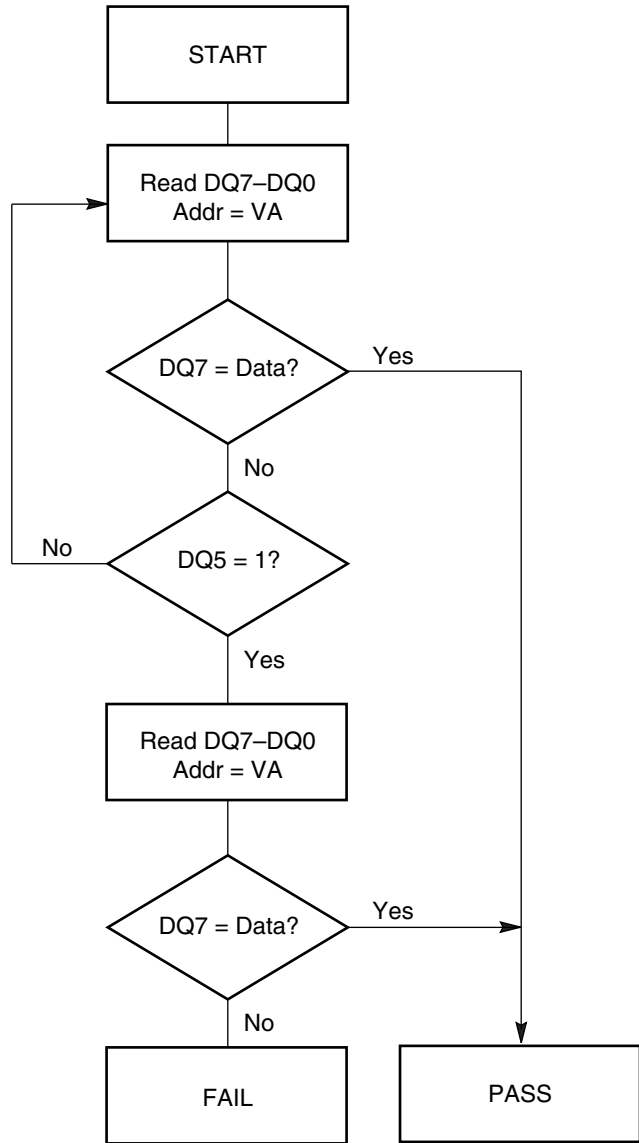 START
Read DQ7–DQ0
Addr = VA
DQ7 = Data?
Yes
No
No
DQ5 = 1?
Yes
Read DQ7–DQ0
Addr = VA
DQ7 = Data?
Yes
No
FAIL
PASS